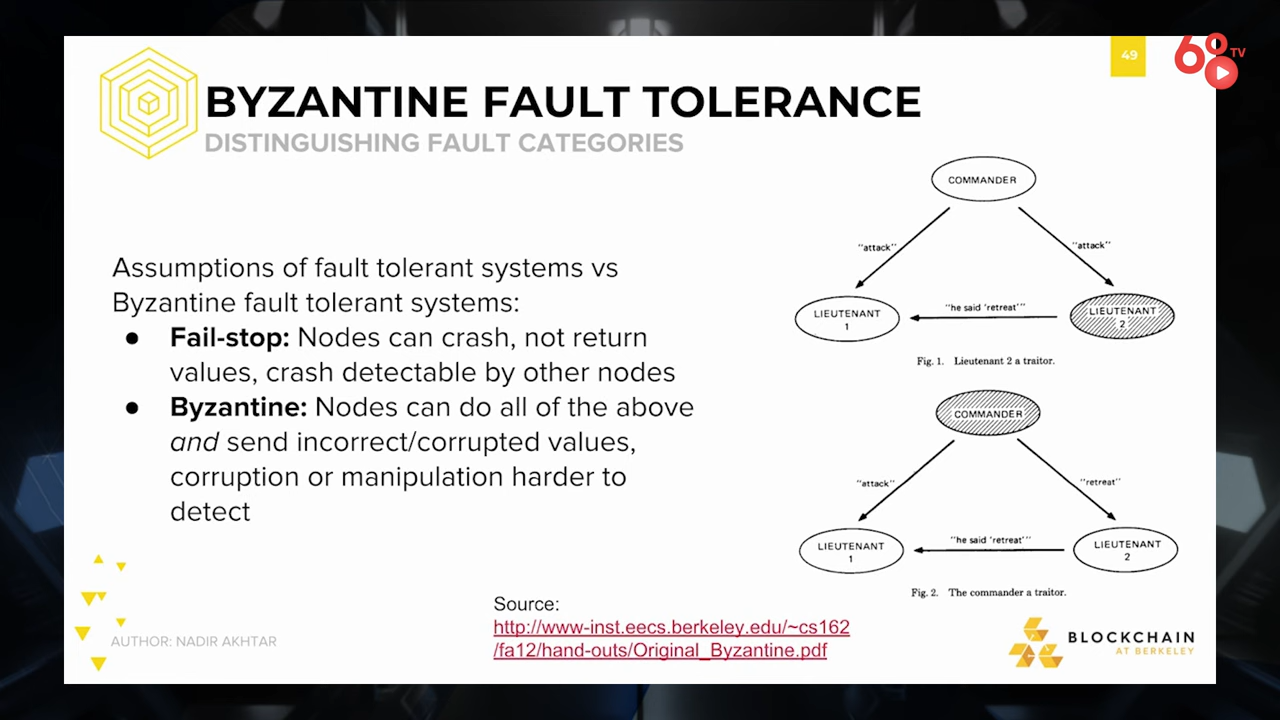 49
60 TV
BYZANTINE FAULT TOLERANCE
DISTINGUISHING FAULT CATEGORIES
Assumptions of fault tolerant systems vs
Byzantine fault tolerant systems:
● Fail-stop: Nodes can crash, not return
values, crash detectable by other nodes
● Byzantine: Nodes can do all of the above
and send incorrect/corrupted values,
corruption or manipulation harder to
detect
COMMANDER
"attack"
"attack"
LIEUTENANT
1
"he said 'retreat'"
LIEUTENANT
2
Fig. 1. Lieutenant 2 a traitor.
COMMANDER
"attack"
"retreat"
LIEUTENANT
1
"he said 'retreat'"
LIEUTENANT
2
Fig. 2. The commander a traitor.
Source:
http://www-inst.eecs.berkeley.edu/~cs162
/fa12/hand-outs/Original_Byzantine.pdf
AUTHOR: NADIR AKHTAR
BLOCKCHAIN
AT BERKELEY